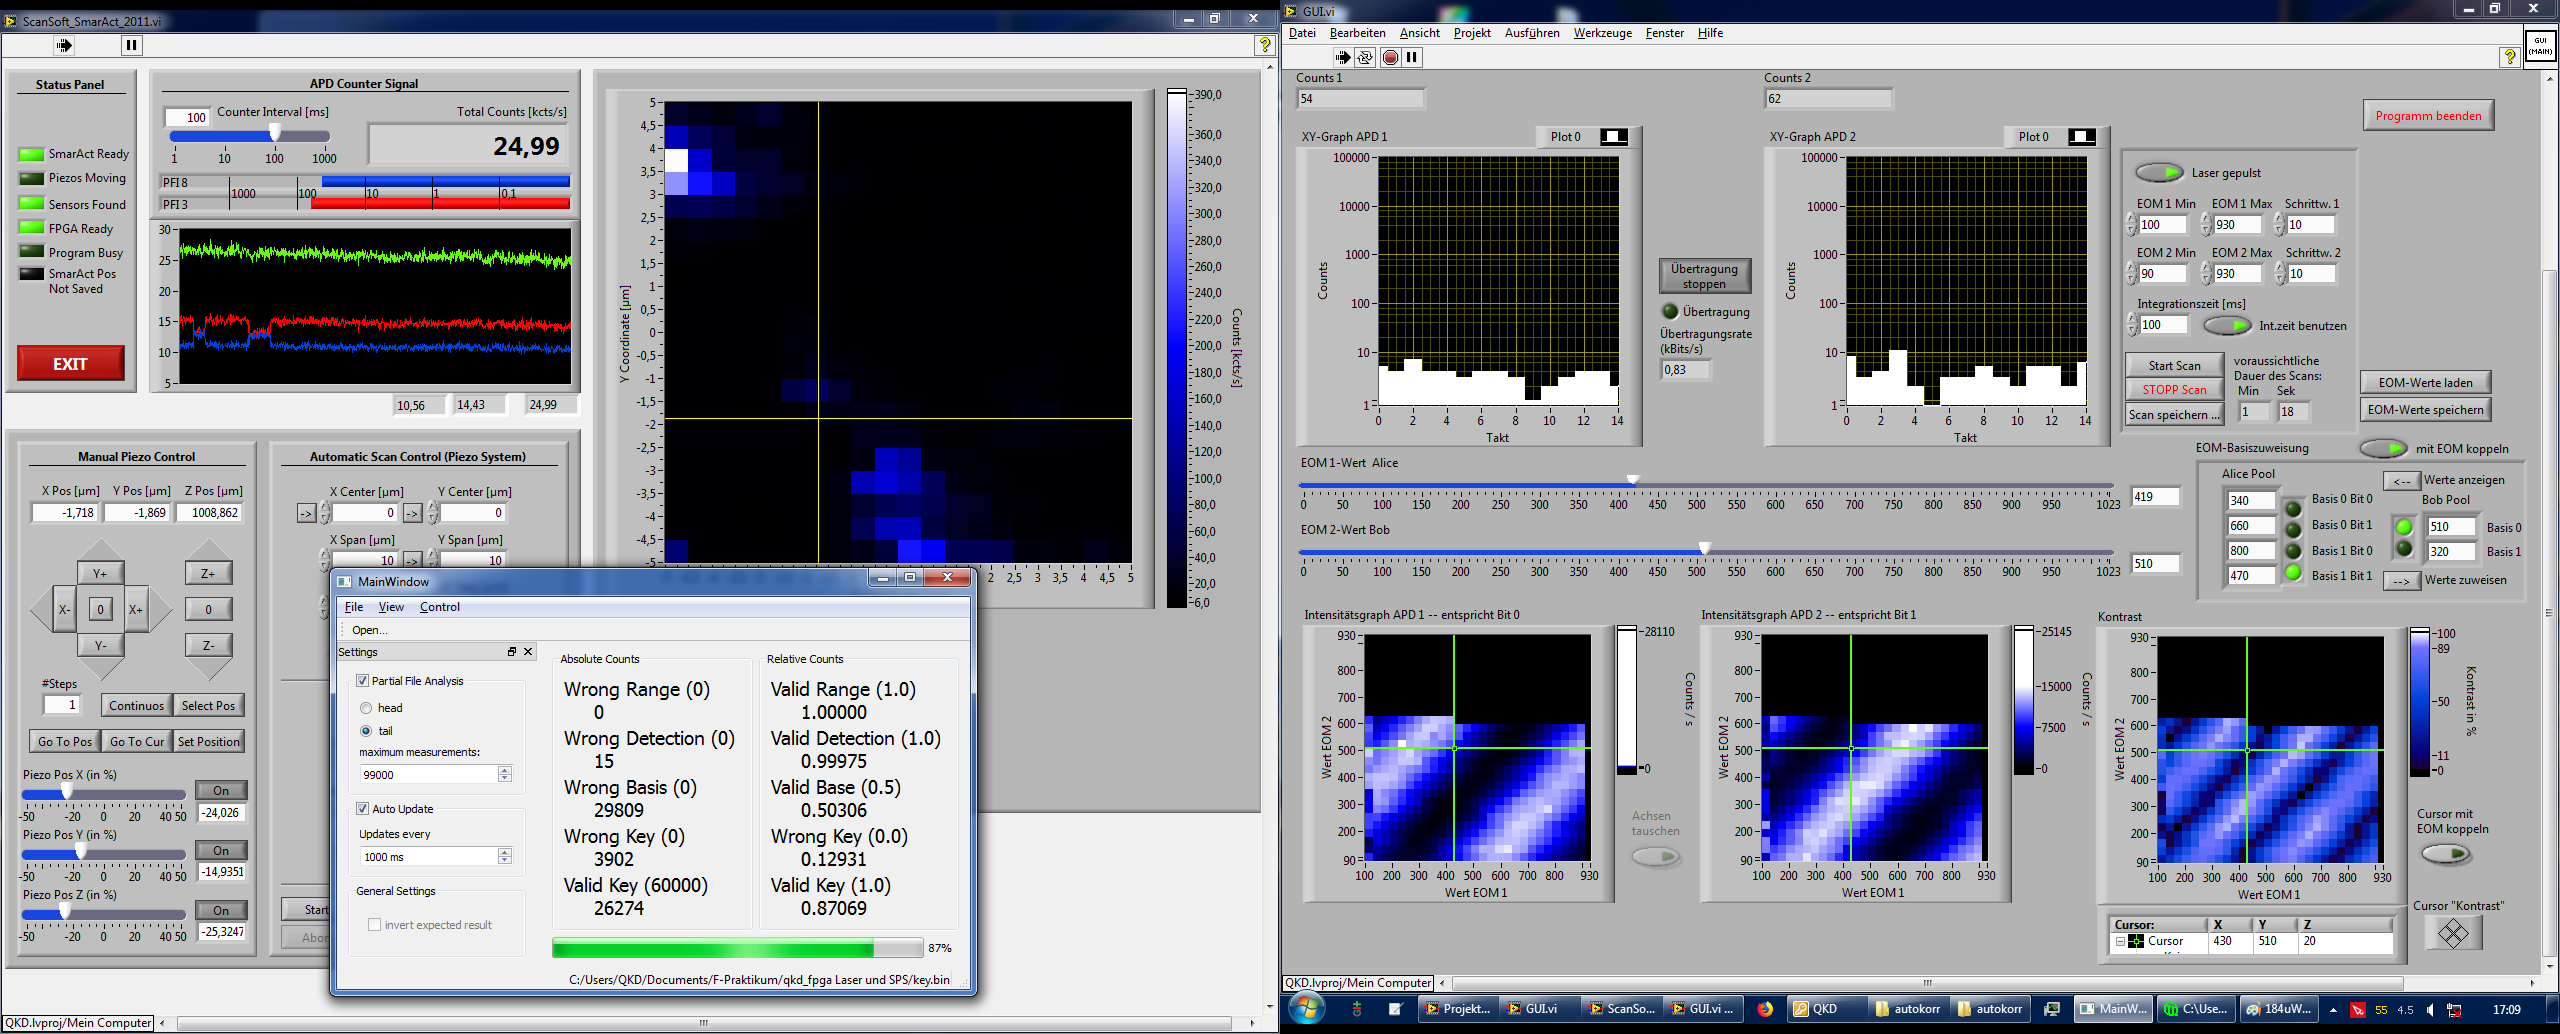 ScanSoft_SmarAct_2011.vi
Status Panel
SmarAct Ready
Piezos Moving
Sensors Found
FPGA Ready
Program Busy
SmarAct Pos
Not Saved
EXIT
APD Counter Signal
Counter Interval [ms]
100
1 10 100 1000
Total Counts [kcts/s]
24,99
PFI 8
1000 100 10 1 0,1
PFI 3
30
25
15
10
5
10,56 14,43 24,99
Y Coordinate [µm]
5
4,5
4
3,5
3
2,5
2
1,5
1
0,5
0
-0,5
-1
-1,5
-2
-2,5
-3
-3,5
-4
-4,5
-5
2 2,5 3 3,5 4 4,5 5
390,0
360,0
340,0
320,0
300,0
280,0
260,0
240,0
220,0
200,0
180,0
160,0
140,0
120,0
100,0
80,0
60,0
40,0
20,0
6,0
Counts [kcts/s]
Manual Piezo Control
X Pos [µm] Y Pos [µm] Z Pos [µm]
-1,718 -1,869 1008,862
Y+ Z+
X- 0 X+ 0
Y- Z-
#Steps
1 Continuos Select Pos
Go To Pos Go To Cur Set Position
Piezo Pos X (in %) On
-50 -20 0 20 40 50 -24,026
Piezo Pos Y (in %) On
-50 -20 0 20 40 50 -14,9351
Piezo Pos Z (in %) On
-50 -20 0 20 40 50 -25,3247
Automatic Scan Control (Piezo System)
X Center [µm] Y Center [µm]
-> 0 -> 0
X Span [µm] Y Span [µm]
10 -> 10
Start
Abor
QKD.lvproj/Mein Computer
MainWindow
File View Control
Open...
Settings
Partial File Analysis
head
tail
maximum measurements:
99000
Auto Update
Updates every
1000 ms
General Settings
invert expected result
Absolute Counts
Wrong Range (0)
0
Wrong Detection (0)
15
Wrong Basis (0)
29809
Wrong Key (0)
3902
Valid Key (60000)
26274
Relative Counts
Valid Range (1.0)
1.00000
Valid Detection (1.0)
0.99975
Valid Base (0.5)
0.50306
Wrong Key (0.0)
0.12931
Valid Key (1.0)
0.87069
87%
C:/Users/QKD/Documents/F-Praktikum/qkd_fpga Laser und SPS/key.bin
GUI.vi
Datei Bearbeiten Ansicht Projekt Ausführen Werkzeuge Fenster Hilfe
GUI
(MAIN)
Counts 1
54
Counts 2
62
Programm beenden
XY-Graph APD 1 Plot 0
100000
10000
1000
100
10
1
Counts
0 2 4 6 8 10 12 14
Takt
Übertragung
stoppen
Übertragung
Übertragungsrate
(kBits/s)
0,83
XY-Graph APD 2 Plot 0
100000
10000
1000
100
10
1
Counts
0 2 4 6 8 10 12 14
Takt
Laser gepulst
EOM 1 Min EOM 1 Max Schrittw. 1
100 930 10
EOM 2 Min EOM 2 Max Schrittw. 2
90 930 10
Integrationszeit [ms]
100 Int.zeit benutzen
Start Scan
STOPP Scan
Scan speichern ...
voraussichtliche
Dauer des Scans:
Min Sek
1 18
EOM-Werte laden
EOM-Werte speichern
EOM-Basiszuweisung mit EOM koppeln
EOM 1-Wert Alice
0 50 100 150 200 250 300 350 400 450 500 550 600 650 700 750 800 850 900 950 1023
419
EOM 2-Wert Bob
0 50 100 150 200 250 300 350 400 450 500 550 600 650 700 750 800 850 900 950 1023
510
Alice Pool
340 Basis 0 Bit 0
660 Basis 0 Bit 1
800 Basis 1 Bit 0
470 Basis 1 Bit 1
<-- Werte anzeigen
Bob Pool
510 Basis 0
320 Basis 1
--> Werte zuweisen
Intensitätsgraph APD 1 -- entspricht Bit 0
930
800
700
600
500
400
300
200
90
Wert EOM 2
100 200 300 400 500 600 700 800 930
Wert EOM 1
28110
0
Counts / s
Achsen
tauschen
Intensitätsgraph APD 2 -- entspricht Bit 1
930
800
700
600
500
400
300
200
90
Wert EOM 2
100 200 300 400 500 600 700 800 930
Wert EOM 1
25145
15000
7500
0
Counts / s
Kontrast
930
800
700
600
500
400
300
200
90
Wert EOM 2
100 200 300 400 500 600 700 800 930
Wert EOM 1
100
89
50
11
0
Kontrast in %
Cursor mit
EOM koppeln
Cursor "Kontrast"
Cursor: X Y Z
Cursor 430 510 20
QKD.lvproj/Mein Computer
Projekt... GUI.vi ScanSo... GUI.vi ... QKD autokorr autokorr MainW... C:\Use... 184uW... 55 4.5 17:09